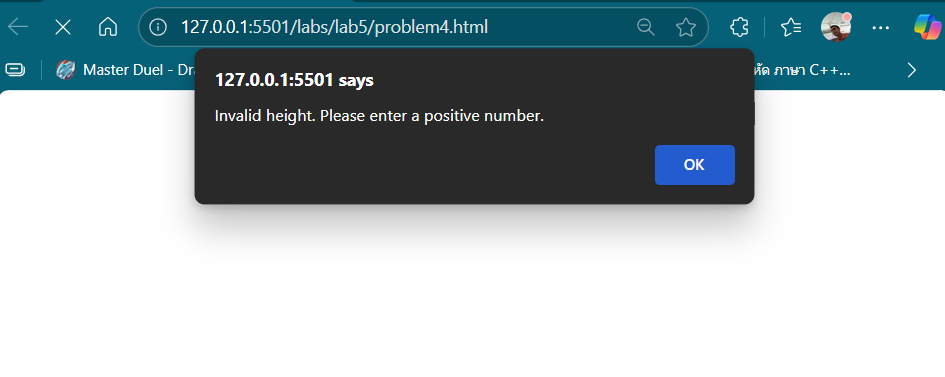 127.0.0.1:5501/labs/lab5/problem4.html
Master Duel - Dr
หัด ภาษา C++...
127.0.0.1:5501 says
Invalid height. Please enter a positive number.
OK